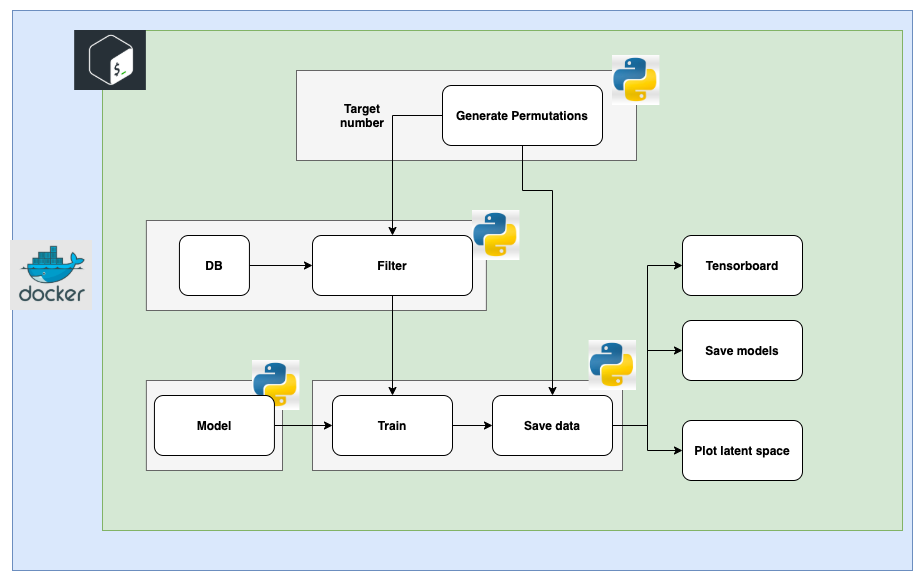 $_
Target
number
Generate Permutations
DB
Filter
docker
Tensorboard
Save models
Model
Train
Save data
Plot latent space